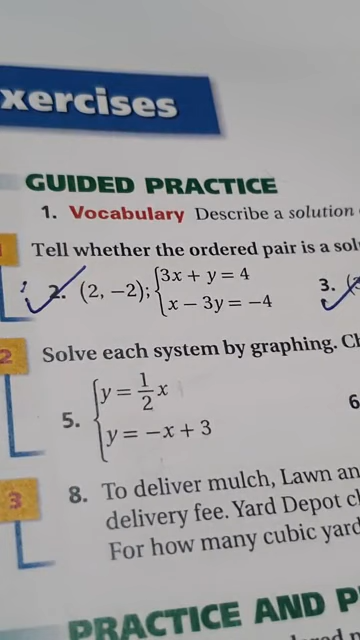 xercises
GUIDED PRACTICE
1. Vocabulary Describe a solution
Tell whether the ordered pair is a sol
2. (2, −2); {3x + y = 4
x − 3y = −4
3.
2 Solve each system by graphing. Ch
5. {y = 1/2 x
y = −x + 3
6
3
8. To deliver mulch, Lawn an
delivery fee. Yard Depot c
For how many cubic yard
PRACTICE AND P